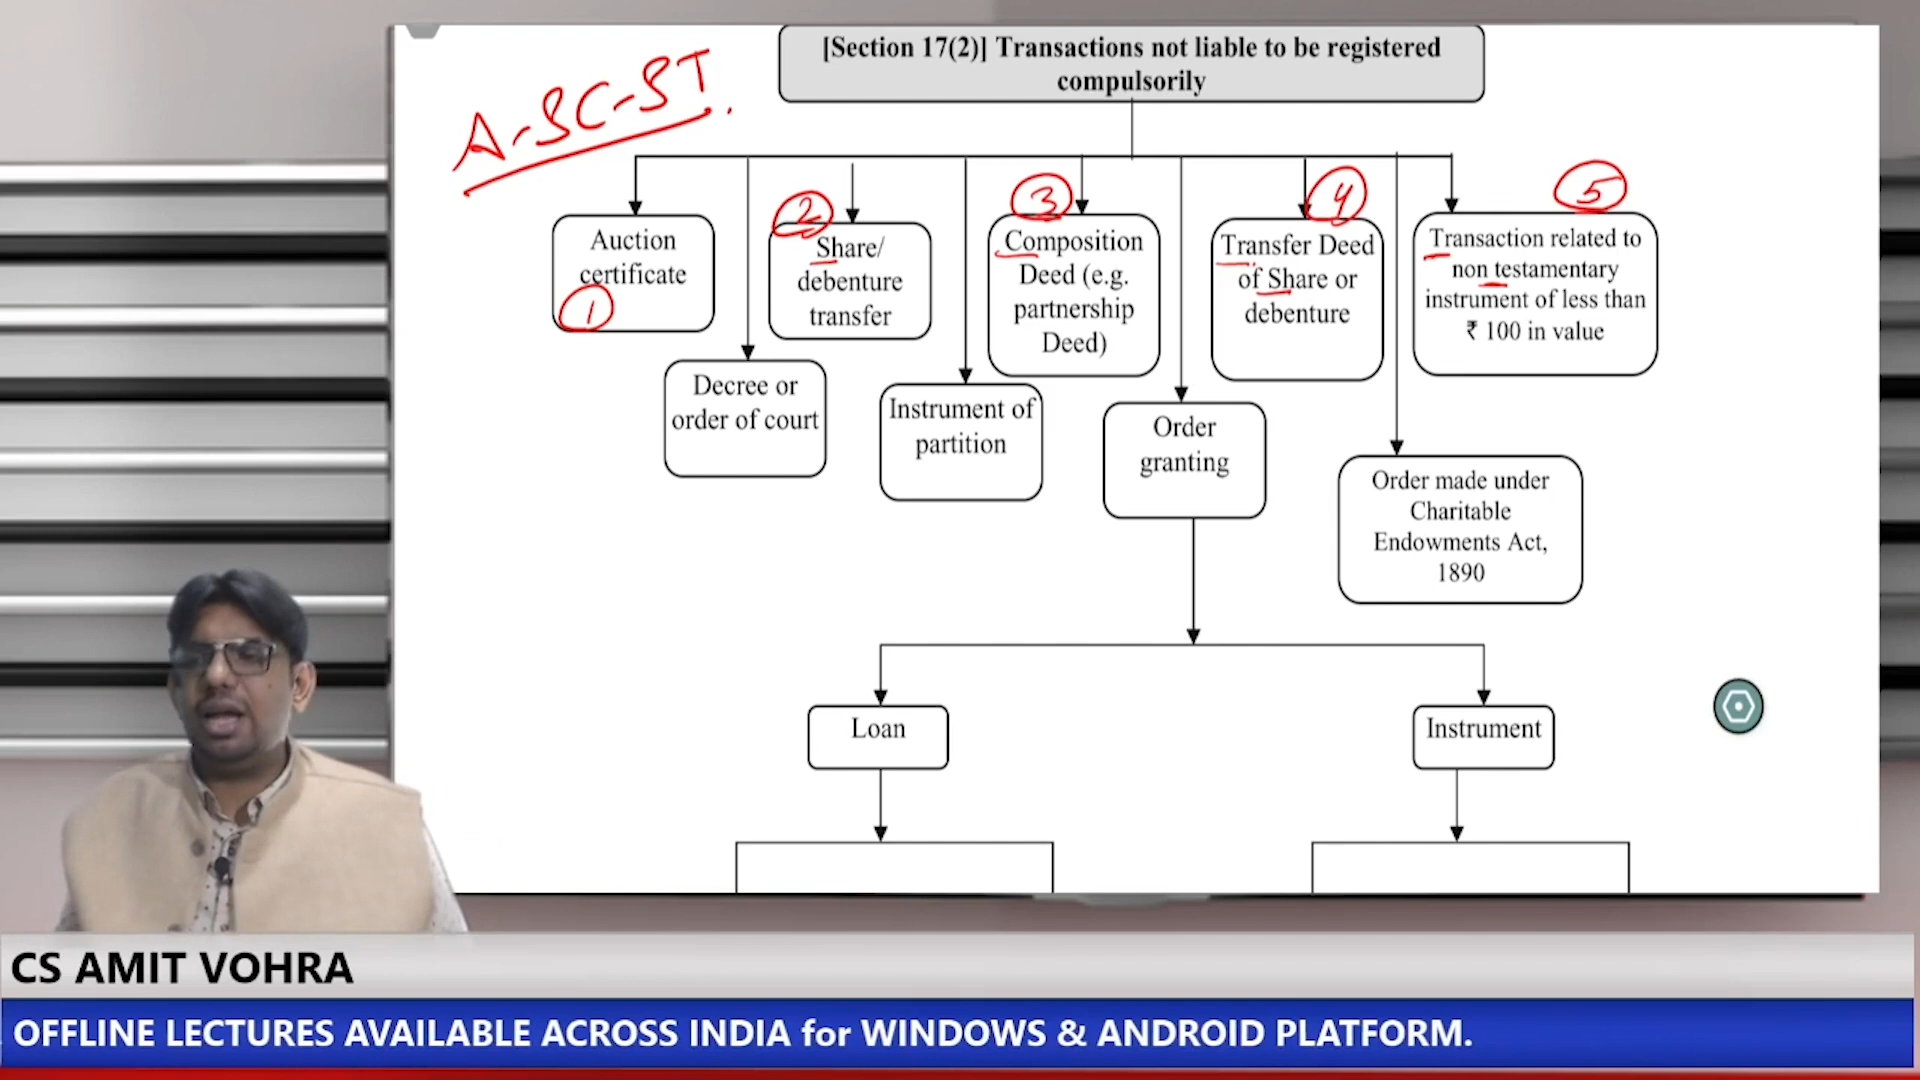 [Section 17(2)] Transactions not liable to be registered
compulsorily
A-SC-ST.
Auction
certificate
1
2
Share/
debenture
transfer
3
Composition
Deed (e.g.
partnership
Deed)
4
Transfer Deed
of Share or
debenture
5
Transaction related to
non testamentary
instrument of less than
₹ 100 in value
Decree or
order of court
Instrument of
partition
Order
granting
Order made under
Charitable
Endowments Act,
1890
Loan
Instrument
CS AMIT VOHRA
OFFLINE LECTURES AVAILABLE ACROSS INDIA for WINDOWS & ANDROID PLATFORM.